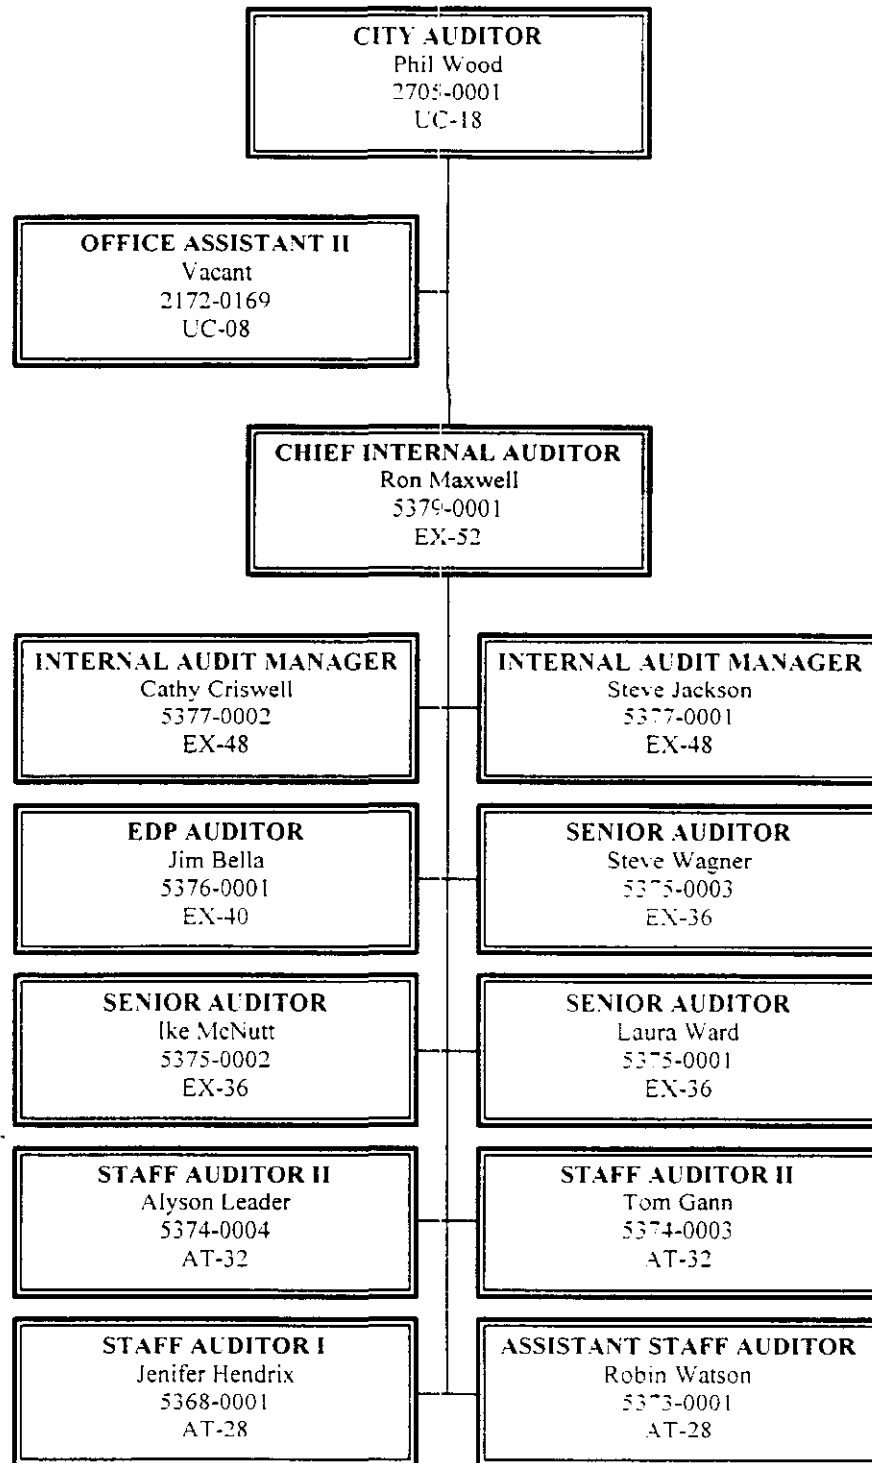 CITY AUDITOR
Phil Wood
2705-0001
UC-18
OFFICE ASSISTANT II
Vacant
2172-0169
UC-08
CHIEF INTERNAL AUDITOR
Ron Maxwell
5379-0001
EX-52
INTERNAL AUDIT MANAGER
Cathy Criswell
5377-0002
EX-48
INTERNAL AUDIT MANAGER
Steve Jackson
5377-0001
EX-48
EDP AUDITOR
Jim Bella
5376-0001
EX-40
SENIOR AUDITOR
Steve Wagner
5375-0003
EX-36
SENIOR AUDITOR
Ike McNutt
5375-0002
EX-36
SENIOR AUDITOR
Laura Ward
5375-0001
EX-36
STAFF AUDITOR II
Alyson Leader
5374-0004
AT-32
STAFF AUDITOR II
Tom Gann
5374-0003
AT-32
STAFF AUDITOR I
Jenifer Hendrix
5368-0001
AT-28
ASSISTANT STAFF AUDITOR
Robin Watson
5373-0001
AT-28